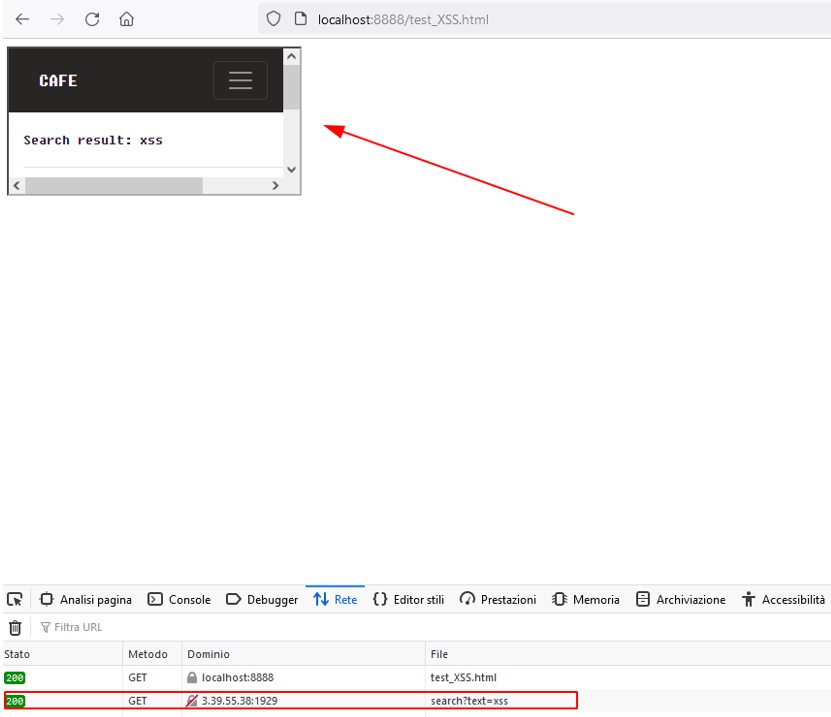 localhost:8888/test_XSS.html
CAFE
Search result: xss
Analisi pagina Console Debugger Rete Editor stili Prestazioni Memoria Archiviazione Accessibilità
Filtra URL
Stato Metodo Dominio File
200 GET localhost:8888 test_XSS.html
200 GET 3.39.55.38:1929 search?text=xss